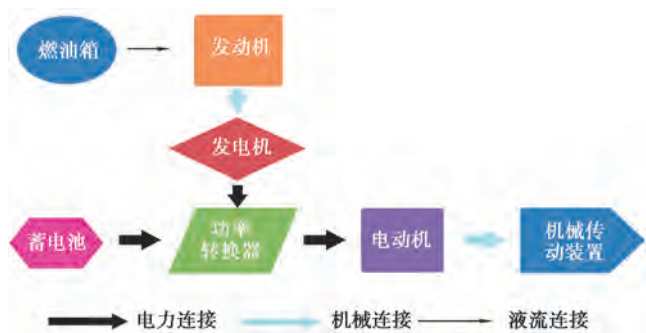 燃油箱
发动机
发电机
蓄电池
功率
转换器
电动机
机械传
动装置
电力连接
机械连接
液流连接